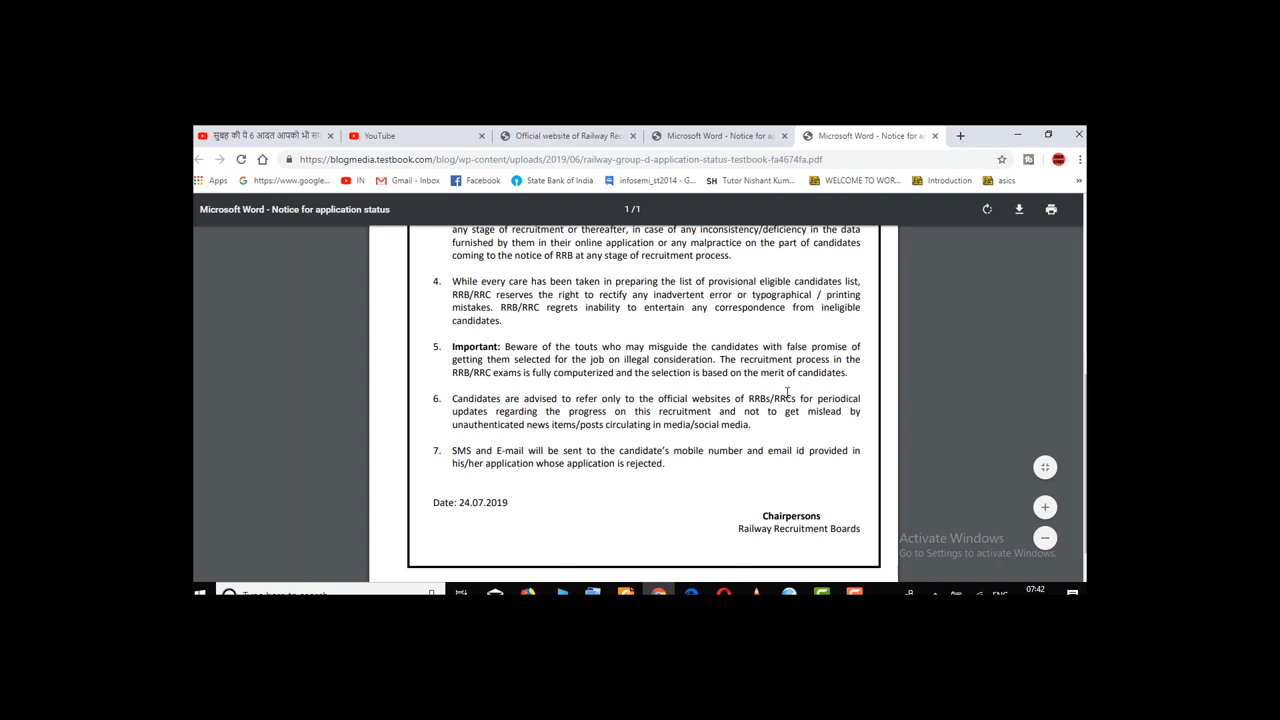 सुबह की ये 6 आदत आपको भी
YouTube
Official website of Railway Rec
Microsoft Word - Notice for ap
Microsoft Word - Notice for ap
https://blogmedia.testbook.com/blog/wp-content/uploads/2019/06/railway-group-d-application-status-testbook-fa4674fa.pdf
Apps
https://www.google...
IN
Gmail - Inbox
Facebook
State Bank of India
infosemi_st2014 - G...
SH Tutor Nishant Kum...
WELCOME TO WOR...
Introduction
asics
»
Microsoft Word - Notice for application status
1 / 1
any stage of recruitment or thereafter, in case of any inconsistency/deficiency in the data
furnished by them in their online application or any malpractice on the part of candidates
coming to the notice of RRB at any stage of recruitment process.
4. While every care has been taken in preparing the list of provisional eligible candidates list,
RRB/RRC reserves the right to rectify any inadvertent error or typographical / printing
mistakes. RRB/RRC regrets inability to entertain any correspondence from ineligible
candidates.
5. Important: Beware of the touts who may misguide the candidates with false promise of
getting them selected for the job on illegal consideration. The recruitment process in the
RRB/RRC exams is fully computerized and the selection is based on the merit of candidates.
6. Candidates are advised to refer only to the official websites of RRBs/RRCs for periodical
updates regarding the progress on this recruitment and not to get mislead by
unauthenticated news items/posts circulating in media/social media.
7. SMS and E-mail will be sent to the candidate's mobile number and email id provided in
his/her application whose application is rejected.
Date: 24.07.2019
Chairpersons
Railway Recruitment Boards
Activate Windows
Go to Settings to activate Windows.
Type here to search
ENG
07:42